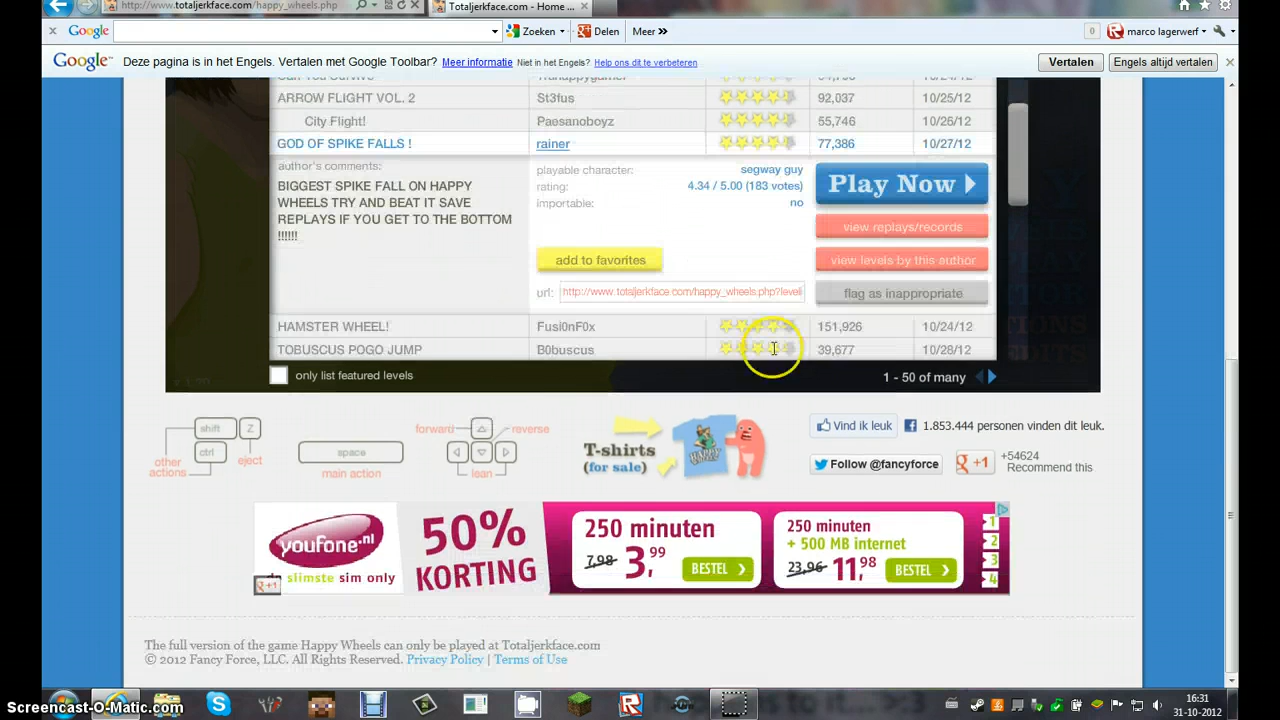 http://www.totaljerkface.com/happy_wheels.php
Totaljerkface.com - Home ...
Google
Zoeken
Delen
Meer »
0
marco lagerwerf
Google™ Deze pagina is in het Engels. Vertalen met Google Toolbar? Meer informatie Niet in het Engels? Help ons dit te verbeteren
Vertalen
Engels altijd vertalen
ARROW FLIGHT VOL. 2 St3fus 92,037 10/25/12
City Flight! Paesanoboyz 55,746 10/26/12
GOD OF SPIKE FALLS ! rainer 77,386 10/27/12
author's comments:
BIGGEST SPIKE FALL ON HAPPY
WHEELS TRY AND BEAT IT SAVE
REPLAYS IF YOU GET TO THE BOTTOM
!!!!!!
playable character: segway guy
rating: 4.34 / 5.00 (183 votes)
importable: no
add to favorites
url: http://www.totaljerkface.com/happy_wheels.php?leveli
Play Now
view replays/records
view levels by this author
flag as inappropriate
HAMSTER WHEEL! Fusi0nF0x 151,926 10/24/12
TOBUSCUS POGO JUMP B0buscus 39,677 10/28/12
only list featured levels
1 - 50 of many
shift Z
ctrl
other
actions
eject
space
main action
forward
reverse
lean
T-shirts
(for sale)
Vind ik leuk
1.853.444 personen vinden dit leuk.
Follow @fancyforce
+1
+54624
Recommend this
youfone.nl
de slimste sim only
+1
50%
KORTING
250 minuten
7,98 3,99
BESTEL
250 minuten
+ 500 MB internet
23,96 11,98
BESTEL
1
2
3
4
The full version of the game Happy Wheels can only be played at Totaljerkface.com
© 2012 Fancy Force, LLC. All Rights Reserved. Privacy Policy | Terms of Use
Screencast-O-Matic.com
16:31
31-10-2012